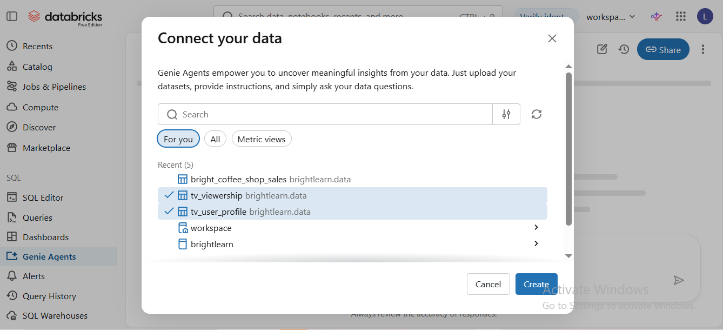 databricks
Free Edition
Search data, notebooks, recents, and more...
CTRL +
Verify ident
workspa...
L
Recents
Catalog
Jobs & Pipelines
Compute
Discover
Marketplace
SQL
SQL Editor
Queries
Dashboards
Genie Agents
Alerts
Query History
SQL Warehouses
Share
Connect your data
Genie Agents empower you to uncover meaningful insights from your data. Just upload your
datasets, provide instructions, and simply ask your data questions.
Search
For you
All
Metric views
Recent (5)
bright_coffee_shop_sales brightlearn.data
tv_viewership brightlearn.data
tv_user_profile brightlearn.data
workspace
brightlearn
Cancel
Create
Activate Windows
Go to Settings to activate Windows.
Always review the accuracy of responses.